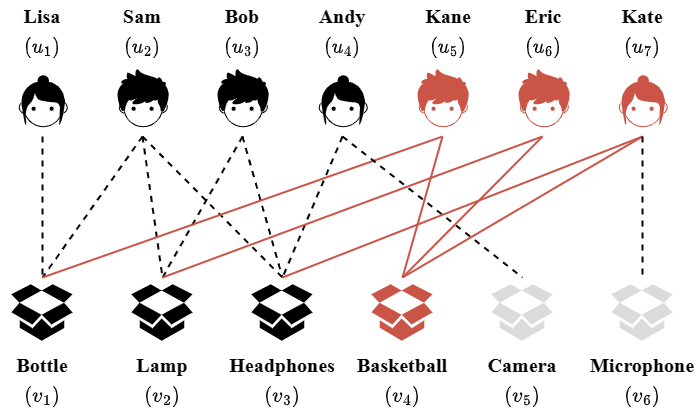 Lisa Sam Bob Andy Kane Eric Kate
(u₁) (u₂) (u₃) (u₄) (u₅) (u₆) (u₇)
Bottle Lamp Headphones Basketball Camera Microphone
(v₁) (v₂) (v₃) (v₄) (v₅) (v₆)